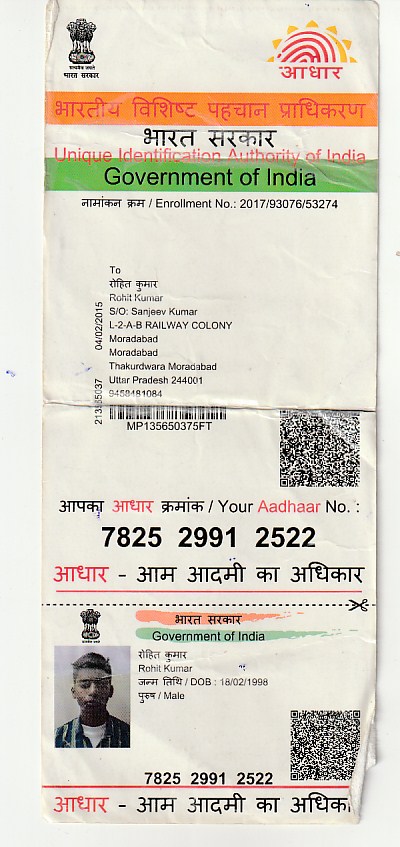 भारत सरकार
आधार
भारतीय विशिष्ट पहचान प्राधिकरण
भारत सरकार
Unique Identification Authority of India
Government of India
नामांकन क्रम / Enrollment No.: 2017/93076/53274
To
रोहित कुमार
Rohit Kumar
S/O: Sanjeev Kumar
L-2-A-B RAILWAY COLONY
Moradabad
Moradabad
Thakurdwara Moradabad
Uttar Pradesh 244001
9458481084
04/02/2015
MP135650375FT
आपका आधार क्रमांक / Your Aadhaar No. :
7825 2991 2522
आधार - आम आदमी का अधिकार
भारत सरकार
Government of India
रोहित कुमार
Rohit Kumar
जन्म तिथि / DOB : 18/02/1998
पुरुष / Male
7825 2991 2522
आधार - आम आदमी का